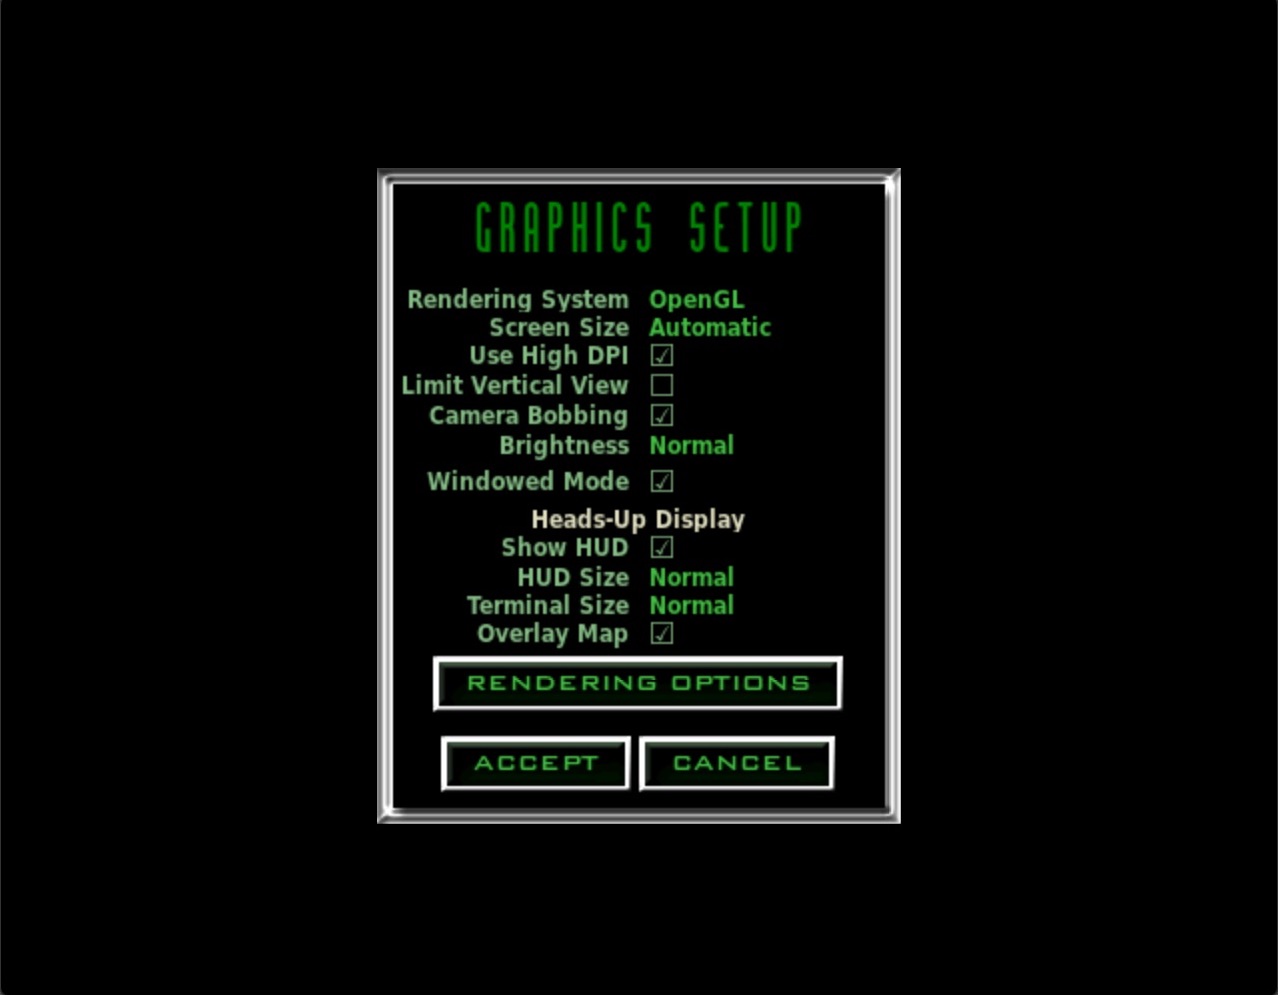 GRAPHICS SETUP
Rendering System OpenGL
Screen Size Automatic
Use High DPI ☑
Limit Vertical View ☐
Camera Bobbing ☑
Brightness Normal
Windowed Mode ☑
Heads-Up Display
Show HUD ☑
HUD Size Normal
Terminal Size Normal
Overlay Map ☑
RENDERING OPTIONS
ACCEPT CANCEL